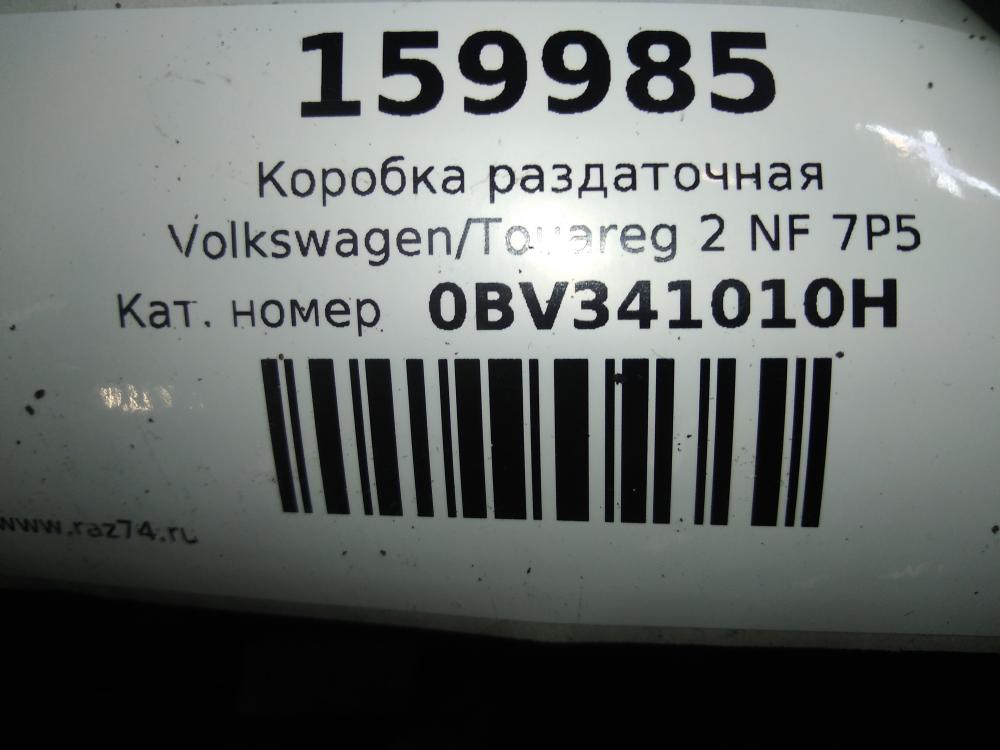 159985
Коробка раздаточная
Volkswagen/Touareg 2 NF 7P5
Кат. номер 0BV341010H
www.raz74.ru